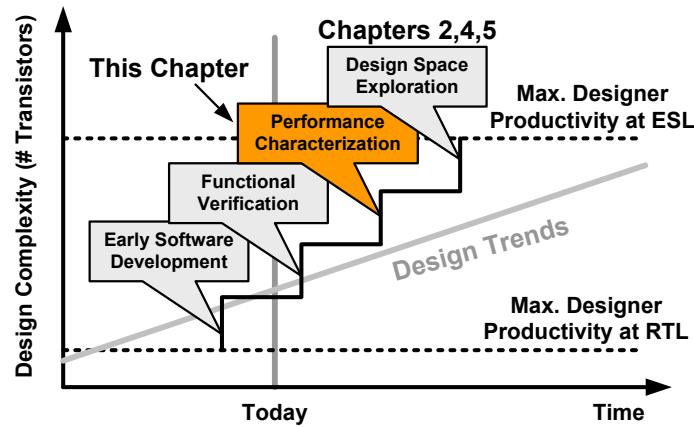 Design Complexity (# Transistors)
Chapters 2,4,5
This Chapter
Design Space
Exploration
Max. Designer
Productivity at ESL
Performance
Characterization
Functional
Verification
Early Software
Development
Design Trends
Max. Designer
Productivity at RTL
Today
Time